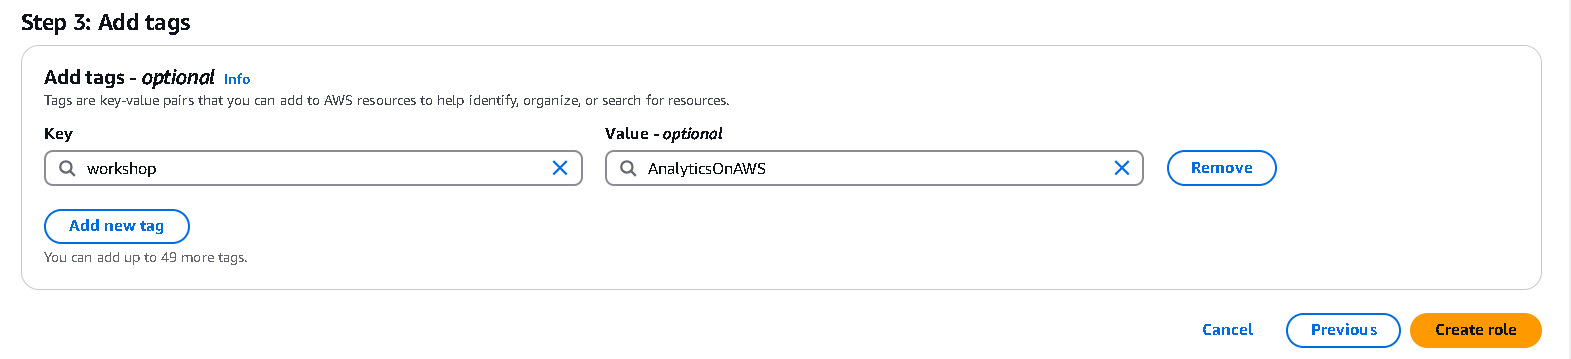 Step 3: Add tags
Add tags - optional Info
Tags are key-value pairs that you can add to AWS resources to help identify, organize, or search for resources.
Key Value - optional
workshop AnalyticsOnAWS Remove
Add new tag
You can add up to 49 more tags.
Cancel Previous Create role